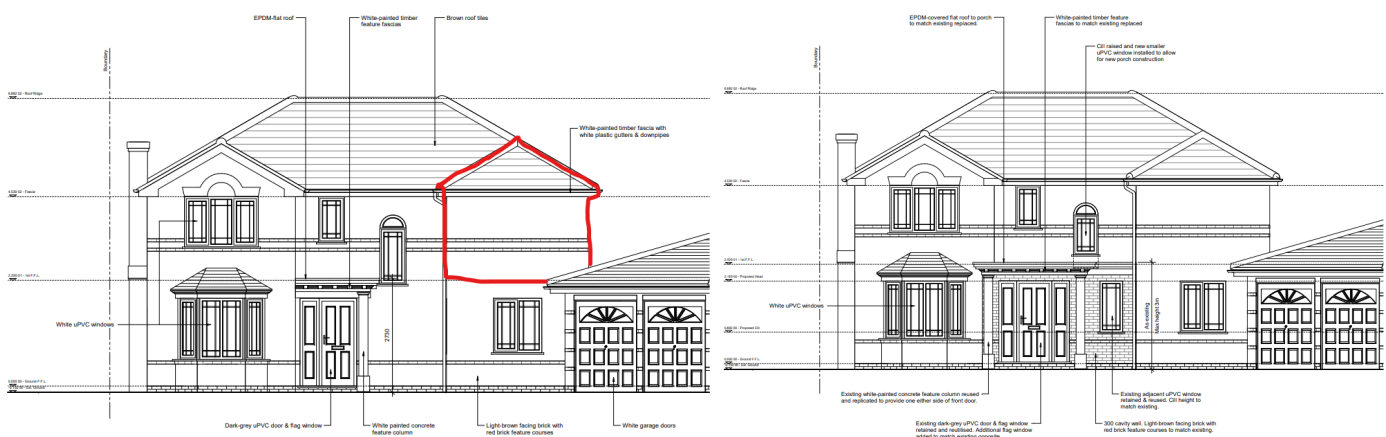 EPDM-flat roof
White-painted timber
feature fascias
Brown roof tiles
Boundary
White-painted timber fascia with
white plastic gutters & downpipes
White uPVC windows
2730
Dark-grey uPVC door & flag window
White painted concrete
feature column
Light-brown facing brick with
red brick feature courses
White garage doors
EPDM-covered flat roof to porch
to match existing replaced.
White-painted timber feature
fascias to match existing replaced
Cill raised and new smaller
uPVC window installed to allow
for new porch construction
Boundary
White uPVC windows
As existing
Max height 3m
Existing white-painted concrete feature column reused
and replicated to provide one either side of front door.
Existing dark-grey uPVC door & flag window
retained and reutilised. Additional flag window
added to match existing opposite
300 cavity wall. Light-brown facing brick with
red brick feature courses to match existing.
Existing adjacent uPVC window
retained & reused. Cill height to
match existing.